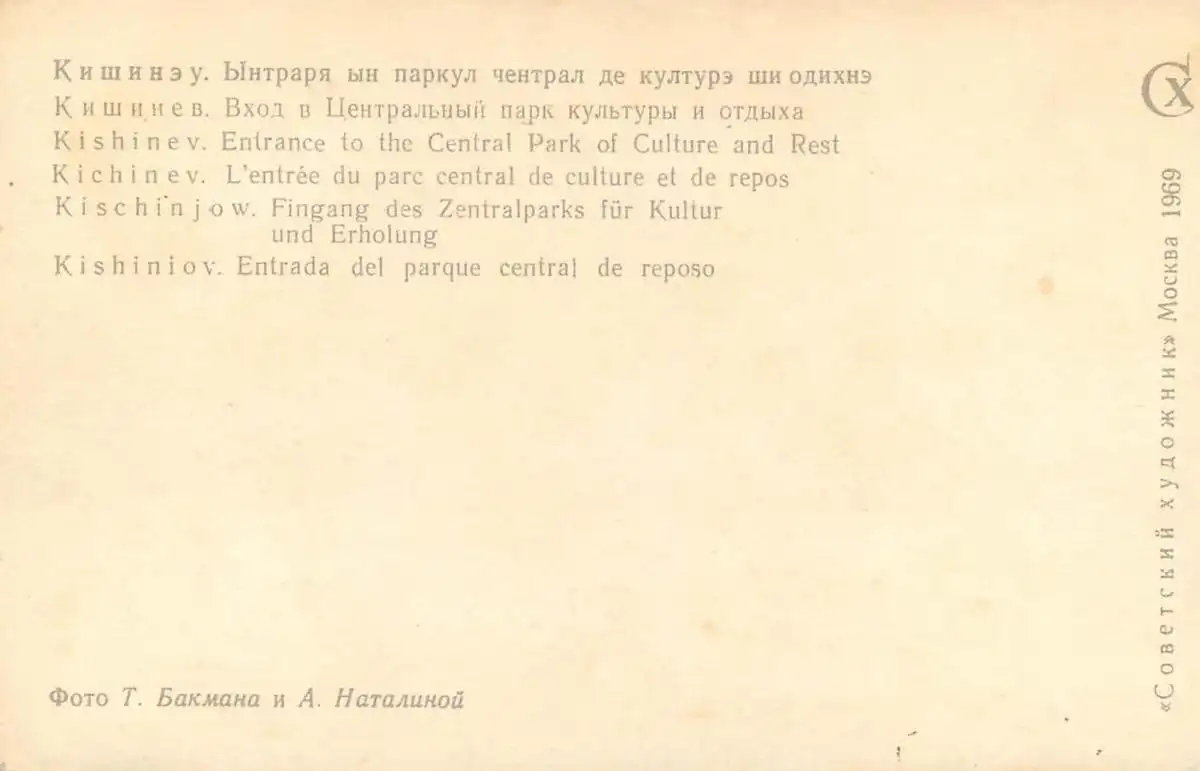 Кишинэу. Ынтраря ын паркул чентрал де културэ ши одихнэ
Кишинев. Вход в Центральный парк культуры и отдыха
Kishinev. Entrance to the Central Park of Culture and Rest
Kichinev. L'entrée du parc central de culture et de repos
Kischinjow. Fingang des Zentralparks für Kultur
und Erholung
Kishiniov. Entrada del parque central de reposo
Фото Т. Бакмана и А. Наталиной
СХ
«Советский художник» Москва 1969